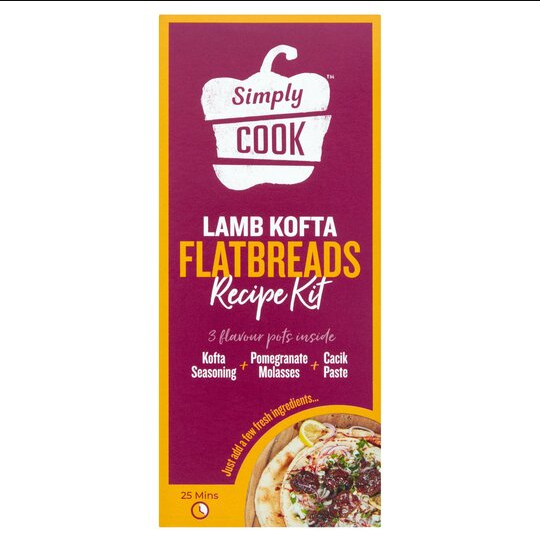 Simply
COOK
™
LAMB KOFTA
FLATBREADS
Recipe Kit
3 flavour pots inside
Kofta Seasoning + Pomegranate Molasses + Cacik Paste
Just add a few fresh ingredients...
25 Mins